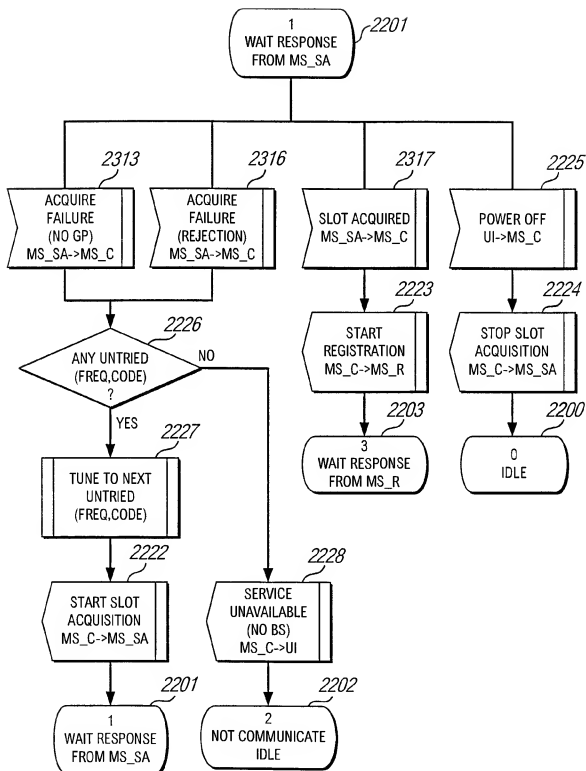 2201
1
WAIT RESPONSE
FROM MS_SA
2313
ACQUIRE
FAILURE
(NO GP)
MS_SA->MS_C
2316
ACQUIRE
FAILURE
(REJECTION)
MS_SA->MS_C
2317
SLOT ACQUIRED
MS_SA->MS_C
2225
POWER OFF
UI->MS_C
2226
ANY UNTRIED
(FREQ,CODE)
?
NO
YES
2223
START
REGISTRATION
MS_C->MS_R
2224
STOP SLOT
ACQUISITION
MS_C->MS_SA
2203
3
WAIT RESPONSE
FROM MS_R
2200
0
IDLE
2227
TUNE TO NEXT
UNTRIED
(FREQ,CODE)
2222
START SLOT
ACQUISITION
MS_C->MS_SA
2228
SERVICE
UNAVAILABLE
(NO BS)
MS_C->UI
2201
1
WAIT RESPONSE
FROM MS_SA
2202
2
NOT COMMUNICATE
IDLE